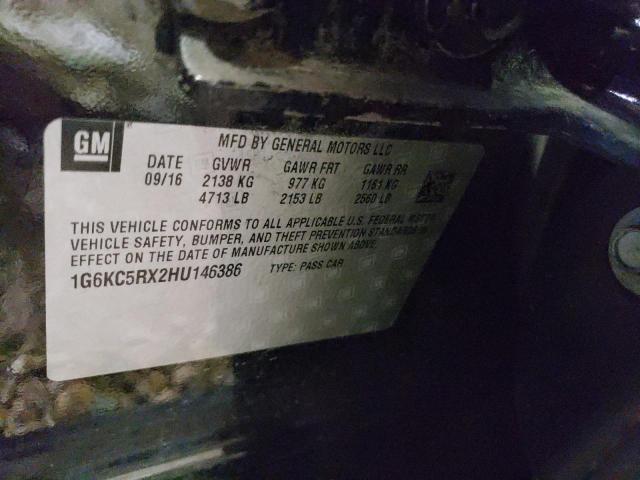 GM
MFD BY GENERAL MOTORS LLC
DATE GVWR GAWR FRT GAWR RR
09/16 2138 KG 977 KG 1161 KG
4713 LB 2153 LB 2560 LB
THIS VEHICLE CONFORMS TO ALL APPLICABLE U.S. FEDERAL MOTOR
VEHICLE SAFETY, BUMPER, AND THEFT PREVENTION STANDARDS IN
EFFECT ON THE DATE OF MANUFACTURE SHOWN ABOVE.
1G6KC5RX2HU146386 TYPE: PASS CAR